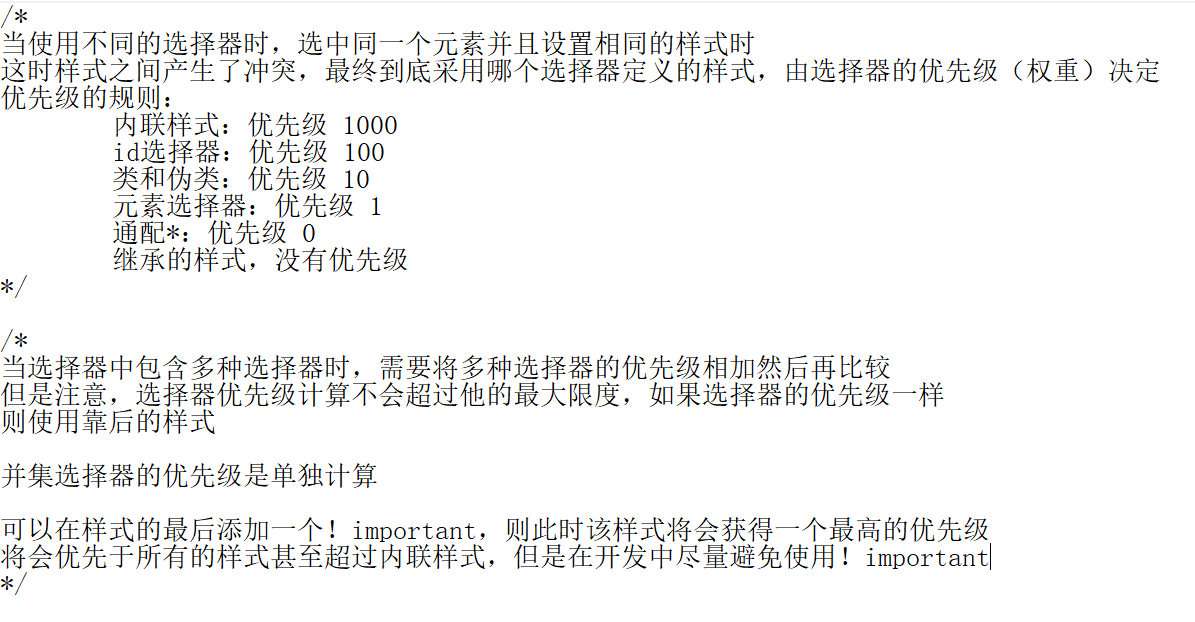 /*
当使用不同的选择器时，选中同一个元素并且设置相同的样式时
这时样式之间产生了冲突，最终到底采用哪个选择器定义的样式，由选择器的优先级（权重）决定
优先级的规则：
内联样式：优先级 1000
id选择器：优先级 100
类和伪类：优先级 10
元素选择器：优先级 1
通配*：优先级 0
继承的样式，没有优先级
*/
/*
当选择器中包含多种选择器时，需要将多种选择器的优先级相加然后再比较
但是注意，选择器优先级计算不会超过他的最大限度，如果选择器的优先级一样
则使用靠后的样式
并集选择器的优先级是单独计算
可以在样式的最后添加一个！important，则此时该样式将会获得一个最高的优先级
将会优先于所有的样式甚至超过内联样式，但是在开发中尽量避免使用！important
*/